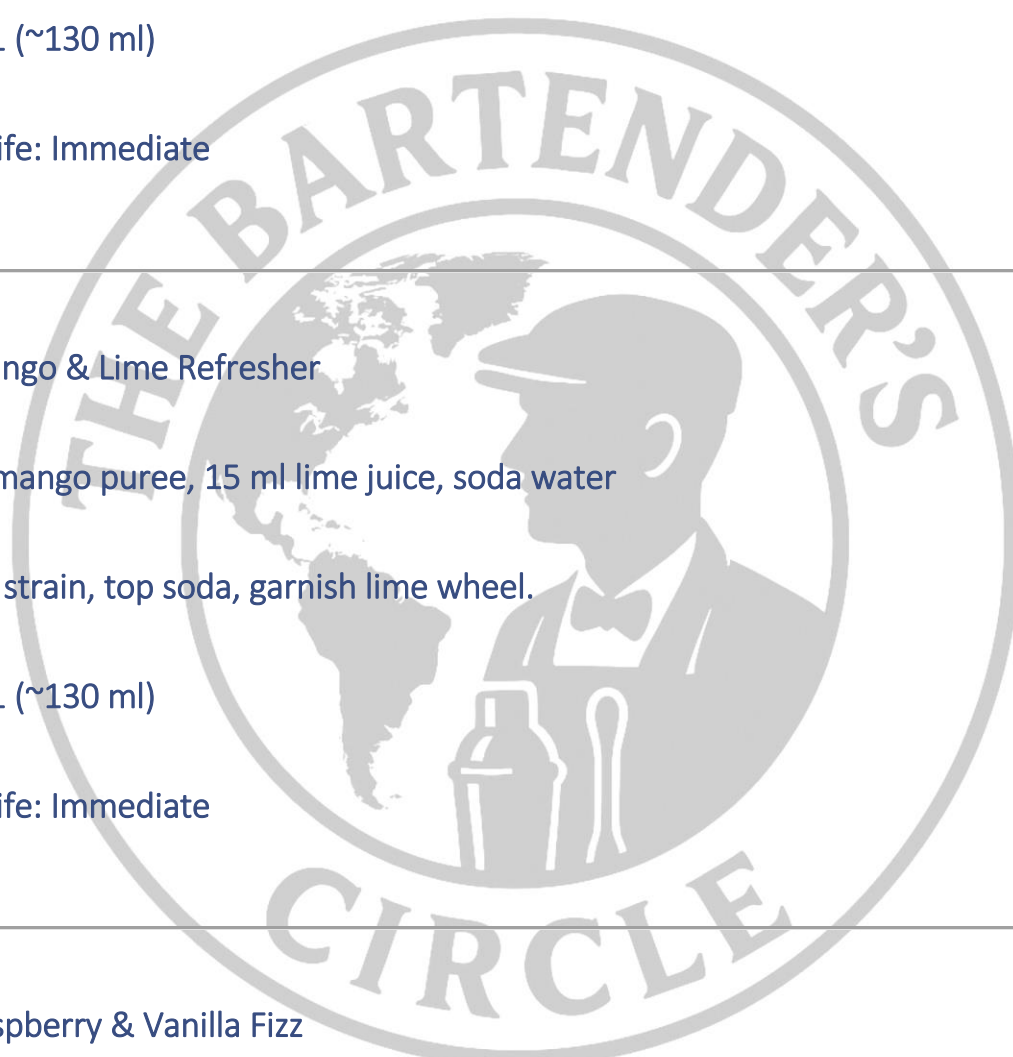 (~130 ml)
ife: Immediate
ngo & Lime Refresher
mango puree, 15 ml lime juice, soda water
strain, top soda, garnish lime wheel.
(~130 ml)
ife: Immediate
spberry & Vanilla Fizz
THE BARTENDER'S
CIRCLE